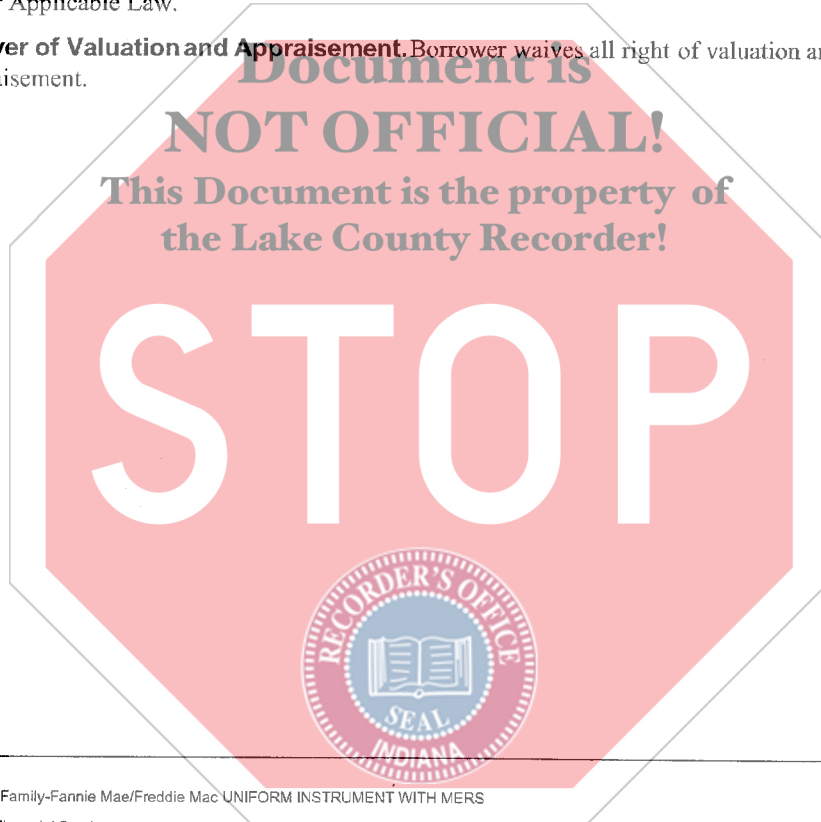 Applicable Law.
er of Valuation and Appraisement. Borrower waives all right of valuation
isement.
Document is
NOT OFFICIAL!
This Document is the property of
the Lake County Recorder!
STOP
RECORDER'S OFFICE
SEAL
INDIANA
Family-Fannie Mae/Freddie Mac UNIFORM INSTRUMENT WITH MERS